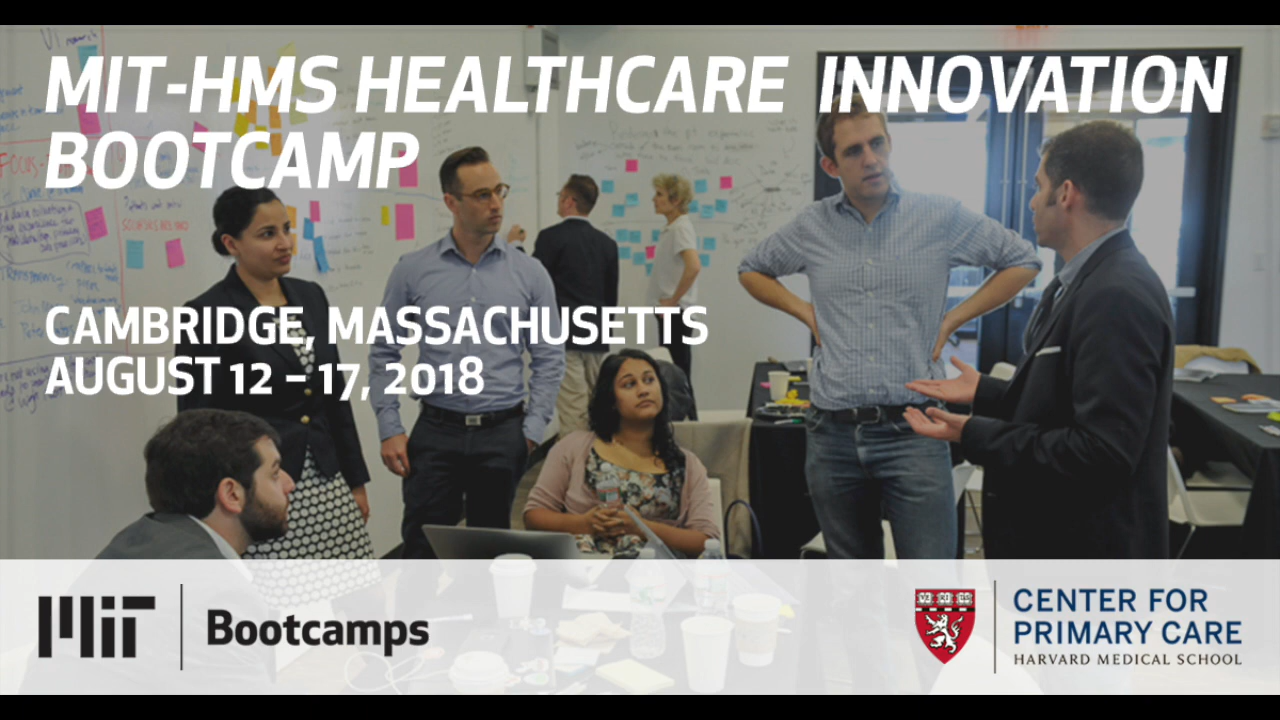 MIT-HMS HEALTHCARE INNOVATION
BOOTCAMP
CAMBRIDGE, MASSACHUSETTS
AUGUST 12 – 17, 2018
MIT
Bootcamps
CENTER FOR
PRIMARY CARE
HARVARD MEDICAL SCHOOL